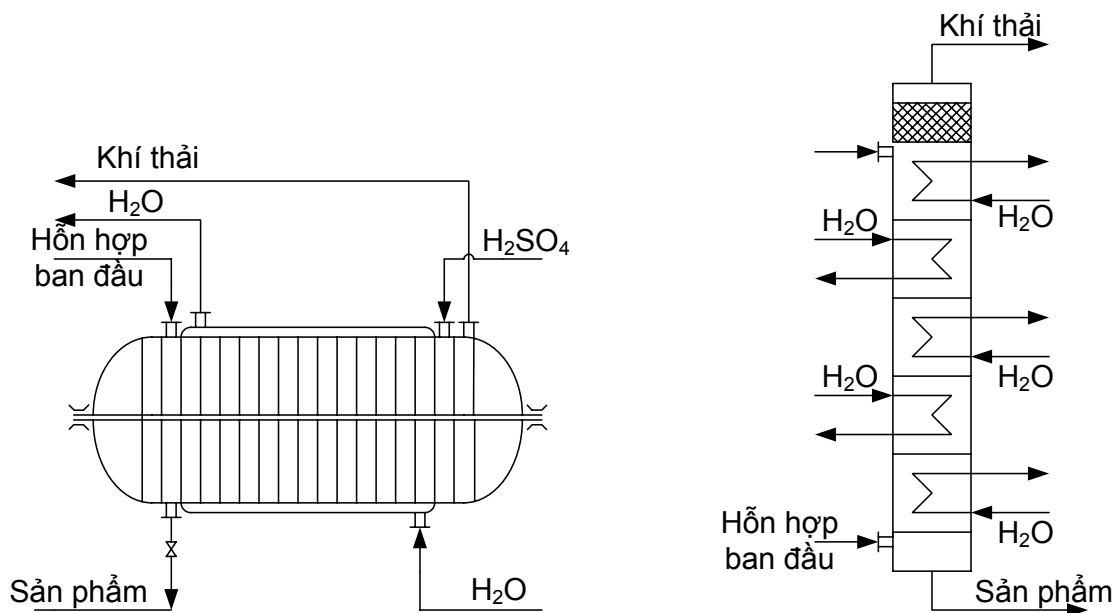 Khí thải
H₂O
Hỗn hợp
ban đầu
H₂SO₄
Sản phẩm
H₂O
Khí thải
H₂O
H₂O
H₂O
H₂O
H₂O
Hỗn hợp
ban đầu
Sản phẩm